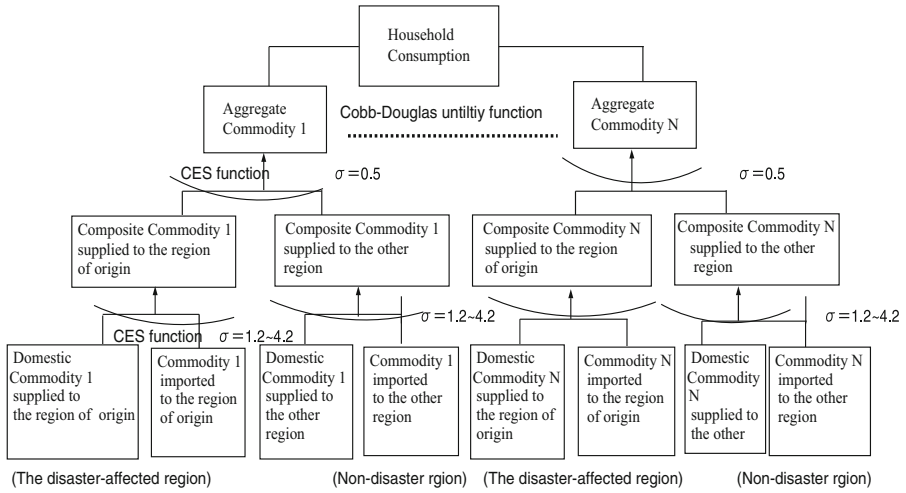 Household
Consumption
Aggregate
Commodity 1
Cobb-Douglas untiltiy function
Aggregate
Commodity N
CES function
σ=0.5
σ=0.5
Composite Commodity 1
supplied to the region
of origin
Composite Commodity 1
supplied to the other
region
Composite Commodity N
supplied to the region
of origin
Composite Commodity N
supplied to the other
region
CES function
σ=1.2~4.2
σ=1.2~4.2
σ=1.2~4.2
Domestic
Commodity 1
supplied to
the region of origin
Commodity 1
imported
to the region
of origin
Domestic
Commodity 1
supplied to
the other
region
Commodity 1
imported
to the other
region
Domestic
Commodity N
supplied to the
region of
origin
Commodity N
imported
to the region
of origin
Domestic
Commodity
N
supplied to
the other
Commodity N
imported to
the other
region
(The disaster-affected region)
(Non-disaster rgion)
(The disaster-affected region)
(Non-disaster rgion)